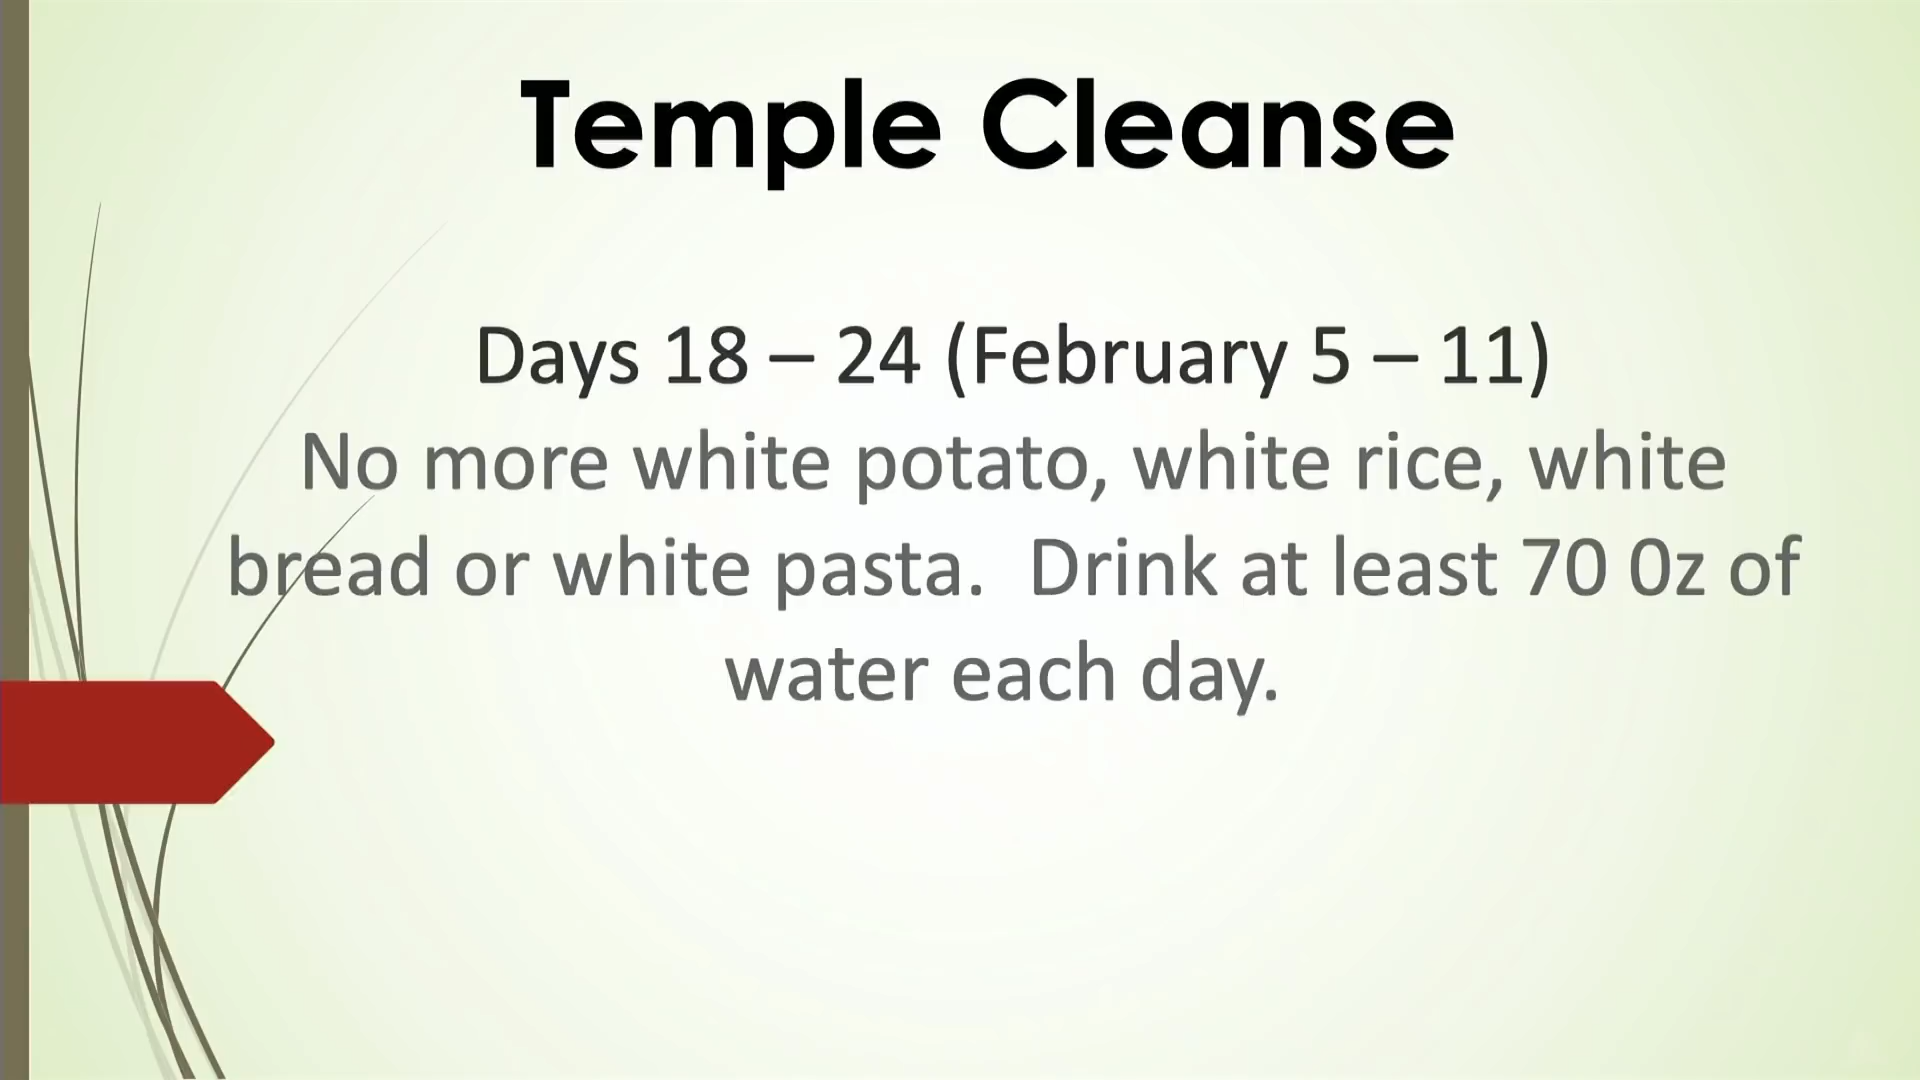 Temple Cleanse
Days 18 – 24 (February 5 – 11)
No more white potato, white rice, white
bread or white pasta.  Drink at least 70 0z of
water each day.